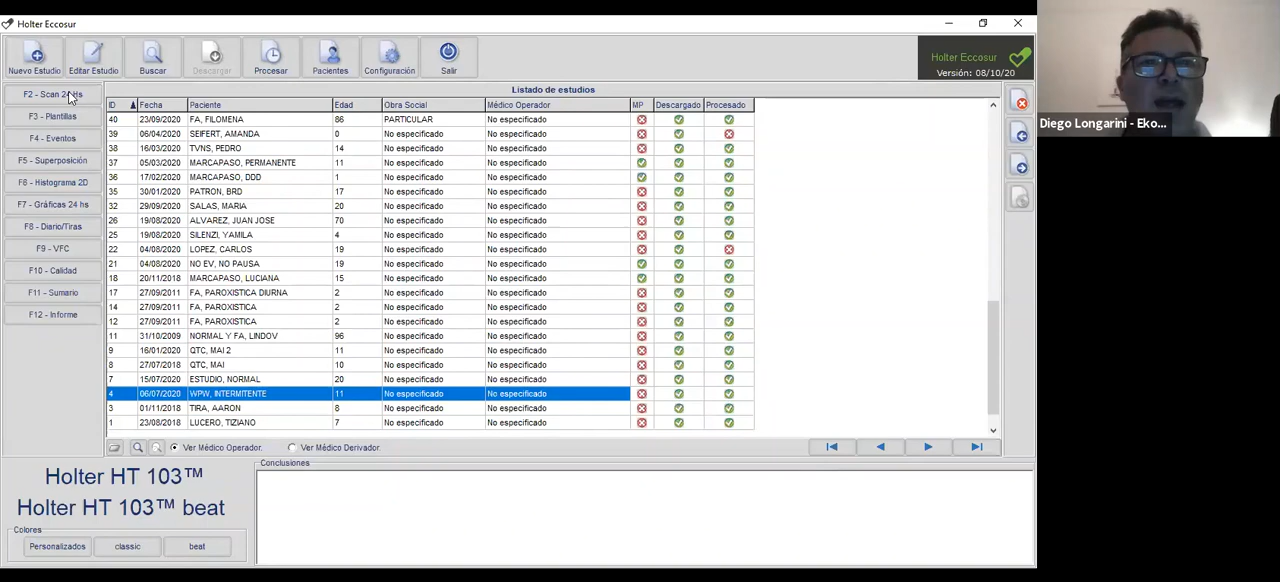 Holter Eccosur
Nuevo Estudio Editar Estudio Buscar Descargar Procesar Pacientes Configuración Salir
Holter Eccosur
Versión: 08/10/20
F2 - Scan 24 hs
F3 - Plantillas
F4 - Eventos
F5 - Superposición
F6 - Histograma 2D
F7 - Gráficas 24 hs
F8 - Diario/Tiras
F9 - VFC
F10 - Calidad
F11 - Sumario
F12 - Informe
Listado de estudios
ID Fecha Paciente Edad Obra Social Médico Operador MP Descargado Procesado
40 23/09/2020 FA, FILOMENA 86 PARTICULAR No especificado
39 06/04/2020 SEIFERT, AMANDA 0 No especificado No especificado
38 16/03/2020 TVNS, PEDRO 14 No especificado No especificado
37 05/03/2020 MARCAPASO, PERMANENTE 11 No especificado No especificado
36 17/02/2020 MARCAPASO, DDD 1 No especificado No especificado
35 30/01/2020 PATRON, BRD 17 No especificado No especificado
32 29/09/2020 SALAS, MARIA 20 No especificado No especificado
26 19/08/2020 ALVAREZ, JUAN JOSE 70 No especificado No especificado
25 19/08/2020 SILENZI, YAMILA 4 No especificado No especificado
22 04/08/2020 LOPEZ, CARLOS 19 No especificado No especificado
21 04/08/2020 NO EV, NO PAUSA 19 No especificado No especificado
18 20/11/2018 MARCAPASO, LUCIANA 15 No especificado No especificado
17 27/09/2011 FA, PAROXISTICA DIURNA 2 No especificado No especificado
14 27/09/2011 FA, PAROXISTICA 2 No especificado No especificado
12 27/09/2011 FA, PAROXISTICA 2 No especificado No especificado
11 31/10/2009 NORMAL Y FA, LINDOV 96 No especificado No especificado
9 16/01/2020 QTC, MAI 2 11 No especificado No especificado
8 27/07/2018 QTC, MAI 10 No especificado No especificado
7 15/07/2020 ESTUDIO, NORMAL 20 No especificado No especificado
4 06/07/2020 WPW, INTERMITENTE 11 No especificado No especificado
3 01/11/2018 TIRA, AARON 8 No especificado No especificado
1 23/08/2018 LUCERO, TIZIANO 7 No especificado No especificado
Ver Médico Operador. Ver Médico Derivador.
Holter HT 103™
Holter HT 103™ beat
Colores
Personalizados classic beat
Conclusiones
Diego Longarini - Eko...